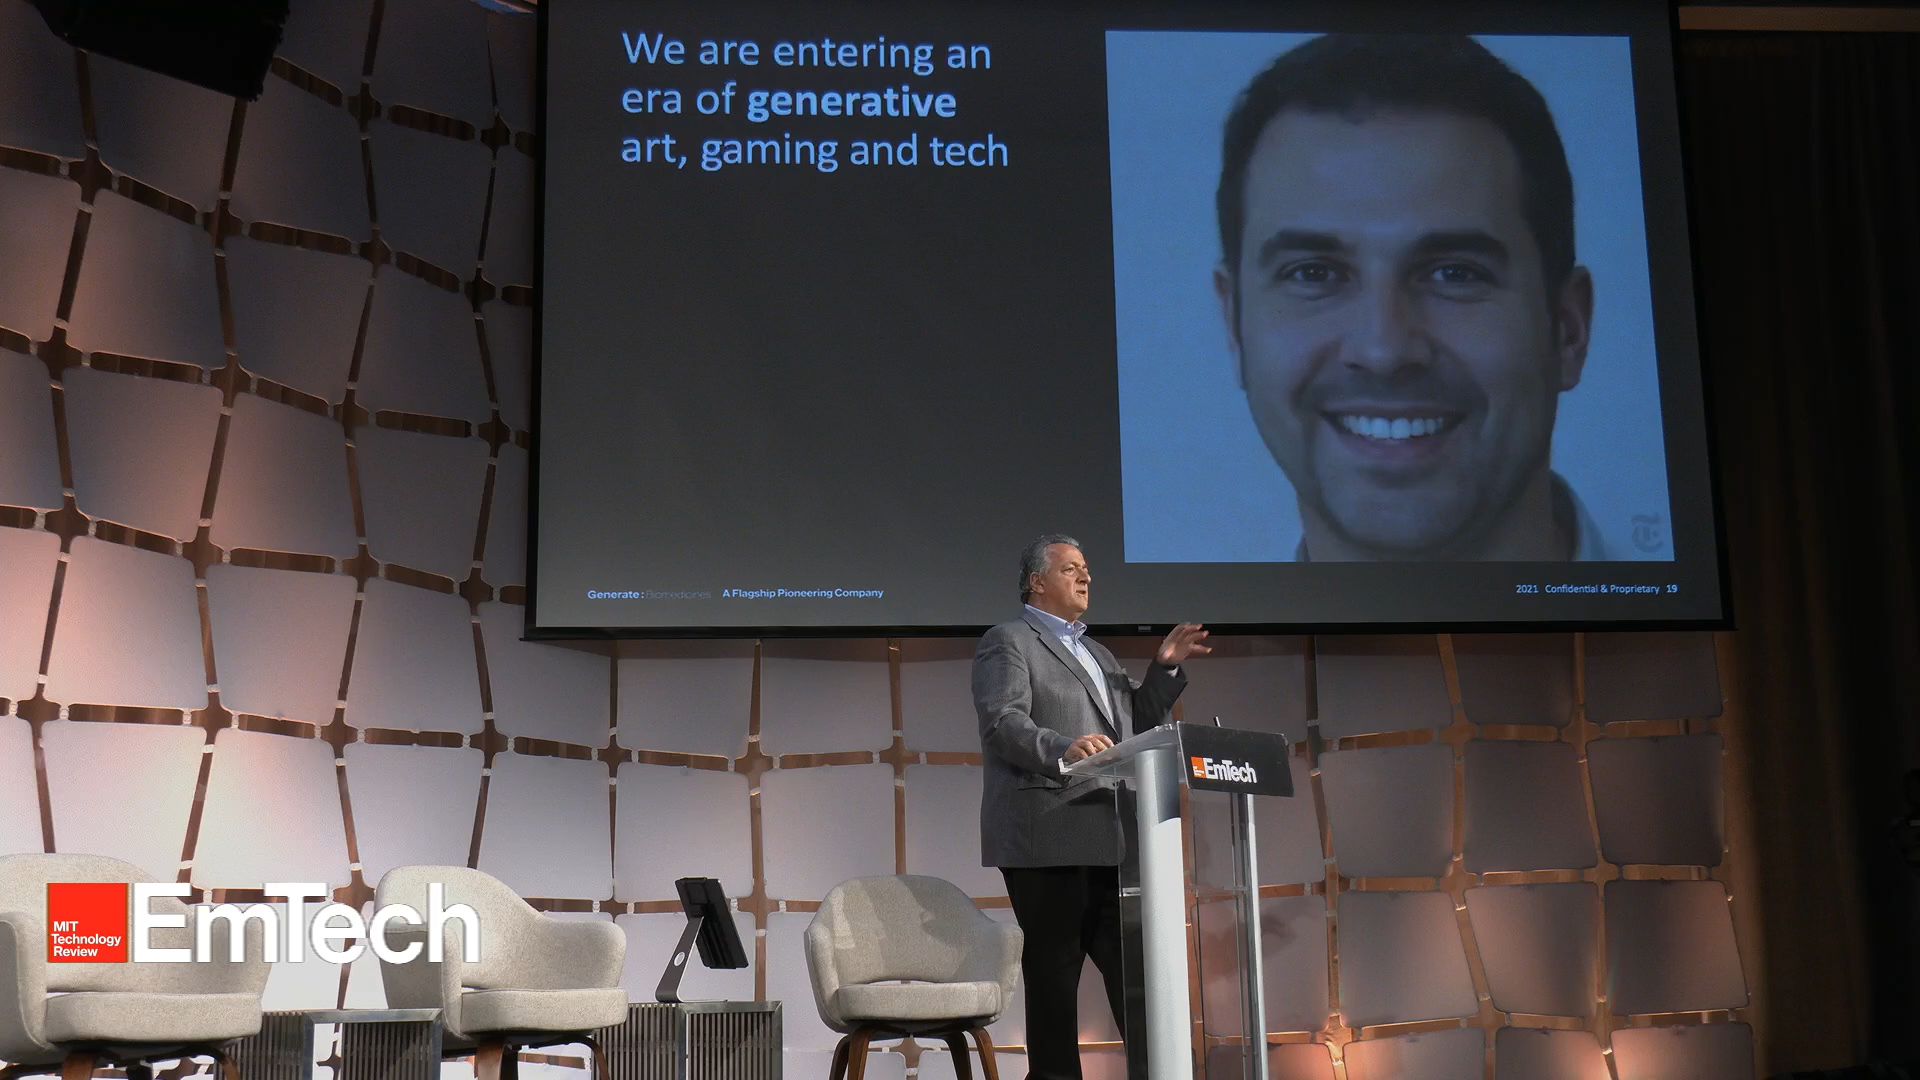 We are entering an
era of generative
art, gaming and tech
Generate:Biomedicines A Flagship Pioneering Company
2021 Confidential & Proprietary 19
EmTech
MIT
Technology
Review
EmTech